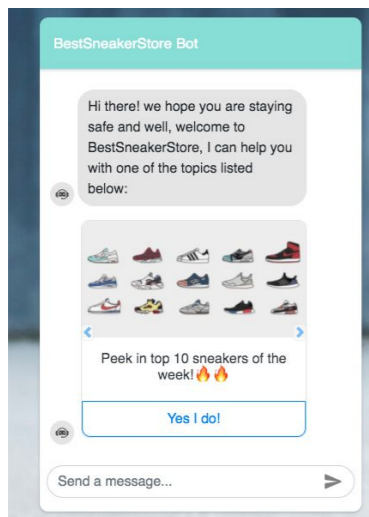 BestSneakerStore Bot
Hi there! we hope you are staying
safe and well, welcome to
BestSneakerStore, I can help you
with one of the topics listed
below:
Peek in top 10 sneakers of the
week!🔥🔥
Yes I do!
Send a message...